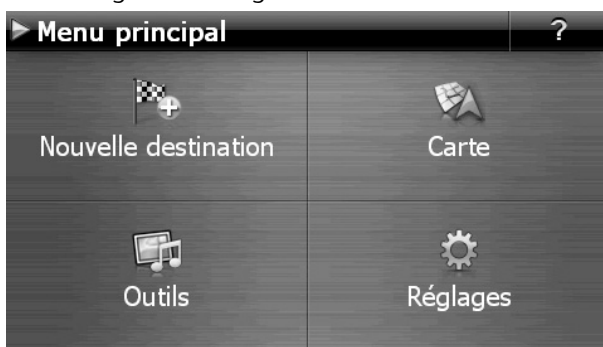 Menu principal
?
Nouvelle destination
Carte
Outils
Réglages